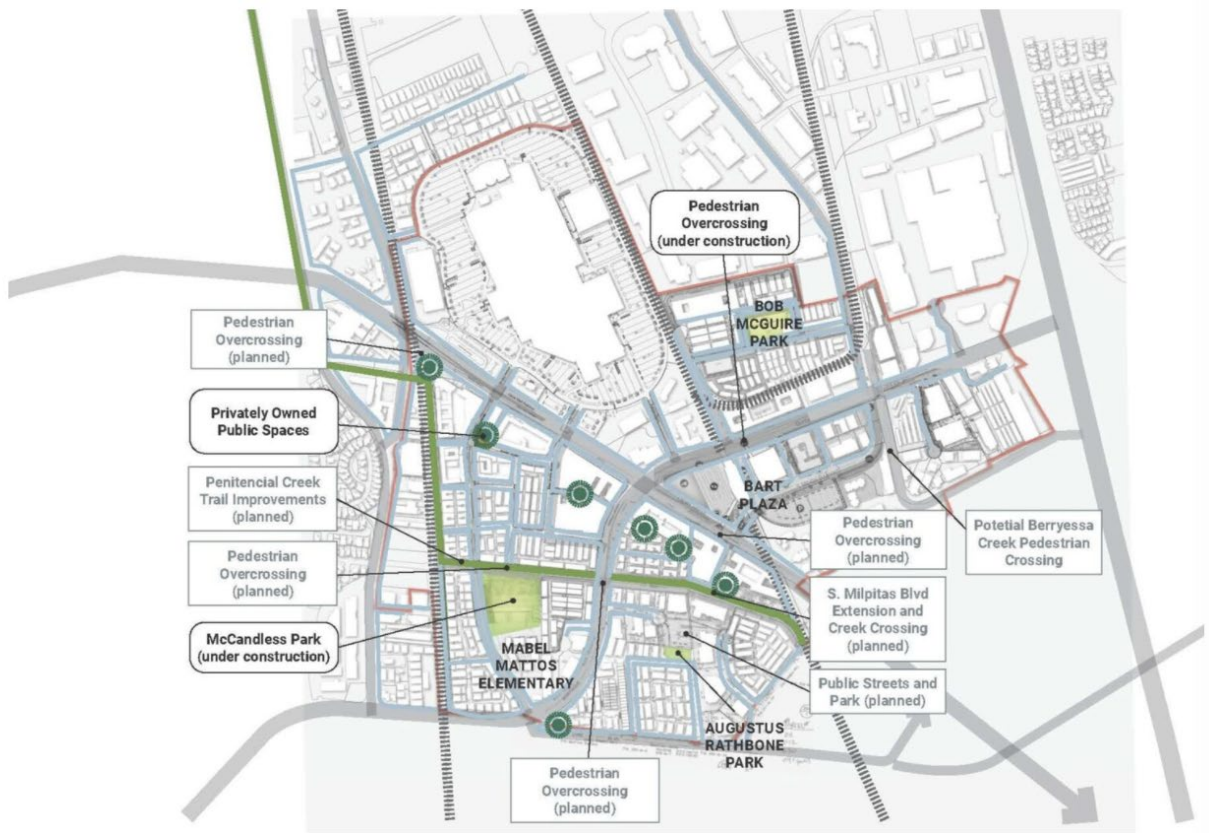 Pedestrian
Overcrossing
(under construction)
BOB
MCGUIRE
PARK
Pedestrian
Overcrossing
(planned)
Privately Owned
Public Spaces
Penitencial Creek
Trail Improvements
(planned)
BART
PLAZA
Pedestrian
Overcrossing
(planned)
Potetial Berryessa
Creek Pedestrian
Crossing
Pedestrian
Overcrossing
(planned)
S. Milpitas Blvd
Extension and
Creek Crossing
(planned)
McCandless Park
(under construction)
MABEL
MATTOS
ELEMENTARY
Public Streets and
Park (planned)
AUGUSTUS
RATHBONE
PARK
Pedestrian
Overcrossing
(planned)